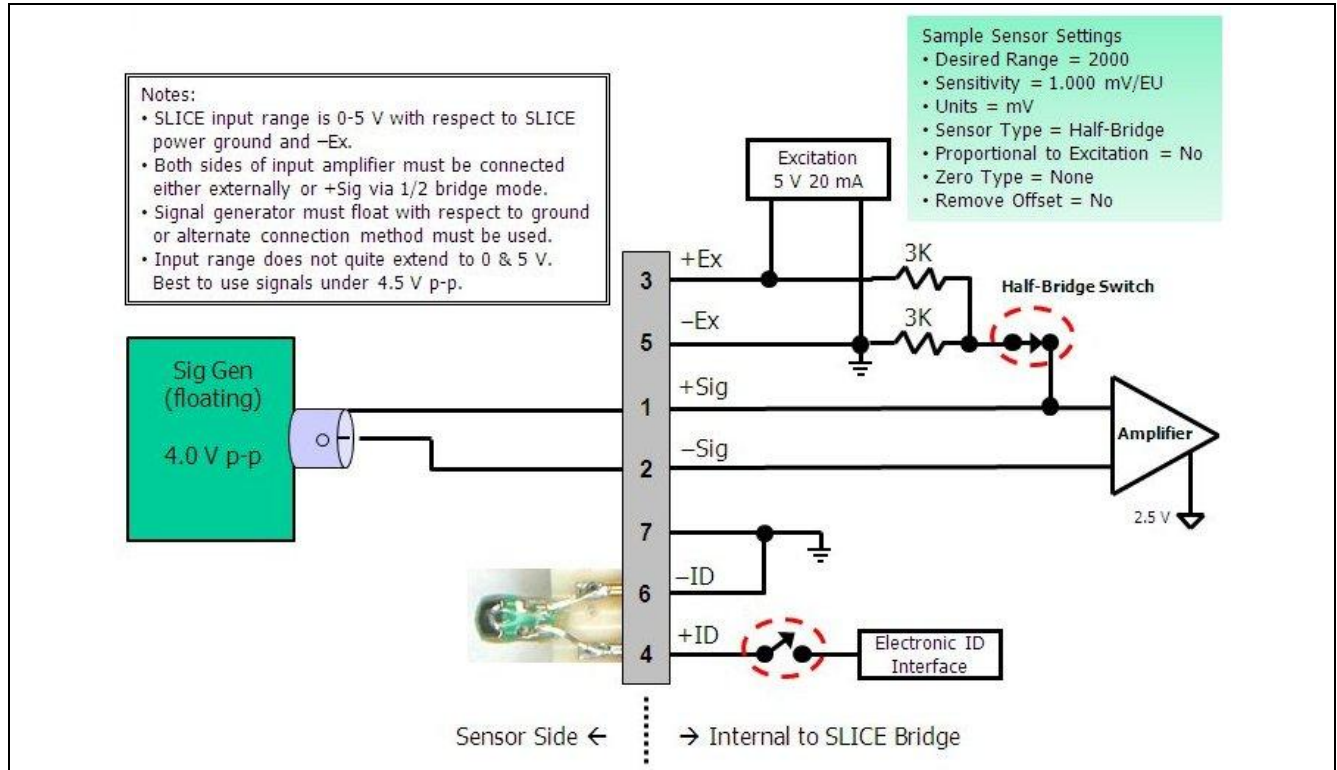 Notes:
• SLICE input range is 0-5 V with respect to SLICE
power ground and –Ex.
• Both sides of input amplifier must be connected
either externally or +Sig via 1/2 bridge mode.
• Signal generator must float with respect to ground
or alternate connection method must be used.
• Input range does not quite extend to 0 & 5 V.
Best to use signals under 4.5 V p-p.
Sample Sensor Settings
• Desired Range = 2000
• Sensitivity = 1.000 mV/EU
• Units = mV
• Sensor Type = Half-Bridge
• Proportional to Excitation = No
• Zero Type = None
• Remove Offset = No
Excitation
5 V 20 mA
3 +Ex
3K
Half-Bridge Switch
5 –Ex
3K
Sig Gen
(floating)
4.0 V p-p
1 +Sig
2 –Sig
Amplifier
2.5 V
7
6 –ID
4 +ID
Electronic ID
Interface
Sensor Side ←
→ Internal to SLICE Bridge